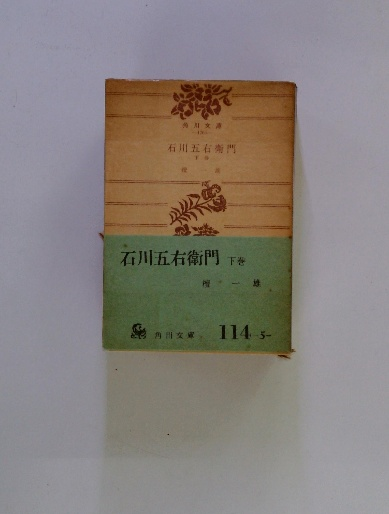 角川文庫
石川五右衛門
下巻
石川五右衛門 下巻
檀 一雄
角川文庫 114